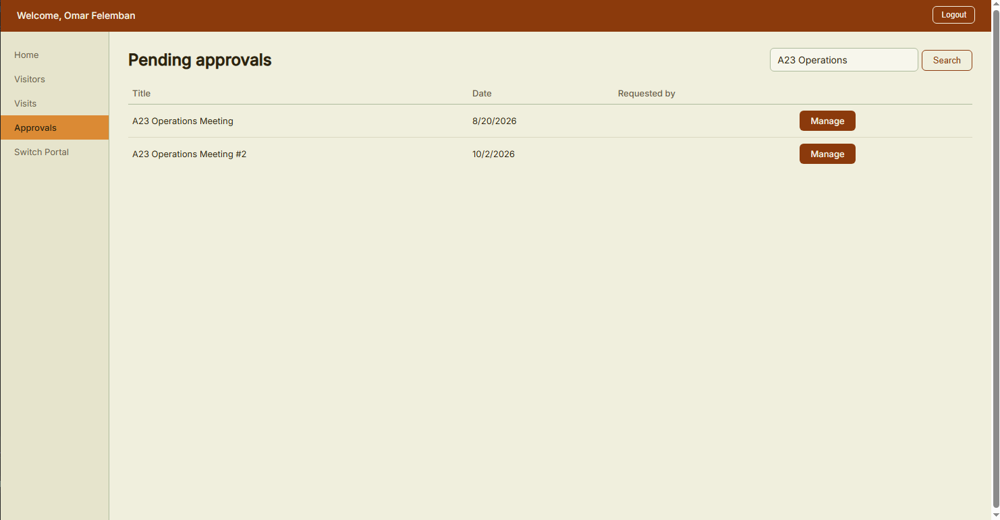 Welcome, Omar Felemban
Logout
Home
Visitors
Visits
Approvals
Switch Portal
Pending approvals
A23 Operations
Search
Title Date Requested by
A23 Operations Meeting 8/20/2026 Manage
A23 Operations Meeting #2 10/2/2026 Manage